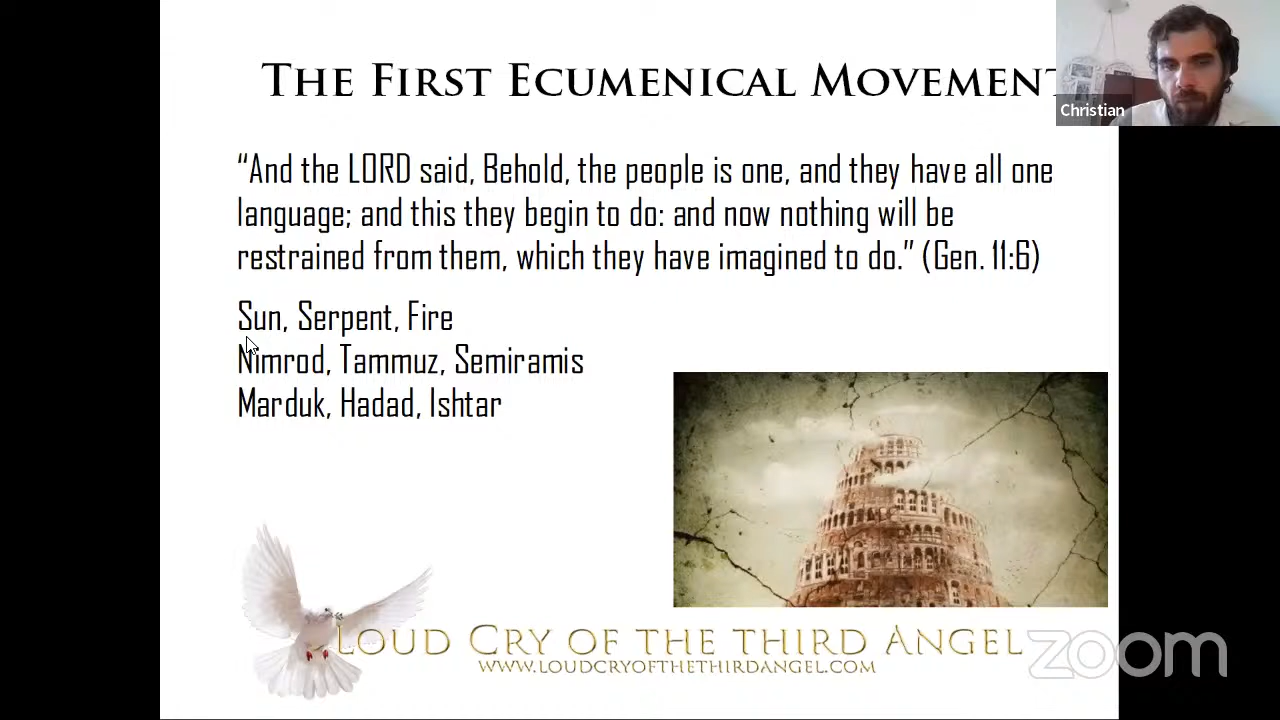 THE FIRST ECUMENICAL MOVEMENT
Christian
“And the LORD said, Behold, the people is one, and they have all one
language; and this they begin to do: and now nothing will be
restrained from them, which they have imagined to do.” (Gen. 11:6)
Sun, Serpent, Fire
Nimrod, Tammuz, Semiramis
Marduk, Hadad, Ishtar
LOUD CRY OF THE THIRD ANGEL
WWW.LOUDCRYOFTHETHIRDANGEL.COM
zoom